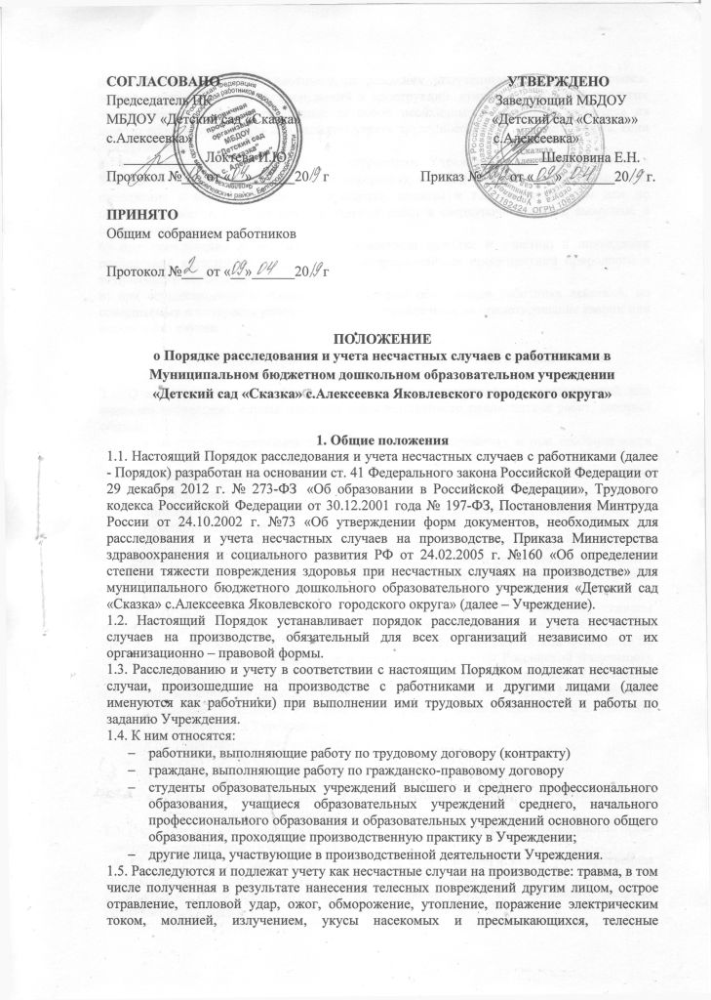 СОГЛАСОВАНО УТВЕРЖДЕНО
Председатель ПК Заведующий МБДОУ
МБДОУ «Детский сад «Сказка» «Детский сад «Сказка»»
с.Алексеевка» с.Алексеевка»
Локтева И.Ю. Шелковина Е.Н.
Протокол №___ от «04» ______2019 г Приказ №___ от «09» 04 ______2019 г.
ПРИНЯТО
Общим собранием работников
Протокол №2 от «09» 04 ______2019 г
ПОЛОЖЕНИЕ
о Порядке расследования и учета несчастных случаев с работниками в
Муниципальном бюджетном дошкольном образовательном учреждении
«Детский сад «Сказка» с.Алексеевка Яковлевского городского округа»
1. Общие положения
1.1. Настоящий Порядок расследования и учета несчастных случаев с работниками (далее
- Порядок) разработан на основании ст. 41 Федерального закона Российской Федерации от
29 декабря 2012 г. № 273-ФЗ «Об образовании в Российской Федерации», Трудового
кодекса Российской Федерации от 30.12.2001 года № 197-ФЗ, Постановления Минтруда
России от 24.10.2002 г. №73 «Об утверждении форм документов, необходимых для
расследования и учета несчастных случаев на производстве, Приказа Министерства
здравоохранения и социального развития РФ от 24.02.2005 г. №160 «Об определении
степени тяжести повреждения здоровья при несчастных случаях на производстве» для
муниципального бюджетного дошкольного образовательного учреждения «Детский сад
«Сказка» с.Алексеевка Яковлевского городского округа» (далее – Учреждение).
1.2. Настоящий Порядок устанавливает порядок расследования и учета несчастных
случаев на производстве, обязательный для всех организаций независимо от их
организационно – правовой формы.
1.3. Расследованию и учету в соответствии с настоящим Порядком подлежат несчастные
случаи, произошедшие на производстве с работниками и другими лицами (далее
именуются как работники) при выполнении ими трудовых обязанностей и работы по
заданию Учреждения.
1.4. К ним относятся:
– работники, выполняющие работу по трудовому договору (контракту)
– граждане, выполняющие работу по гражданско-правовому договору
– студенты образовательных учреждений высшего и среднего профессионального
образования, учащиеся образовательных учреждений среднего, начального
профессионального образования и образовательных учреждений основного общего
образования, проходящие производственную практику в Учреждении;
– другие лица, участвующие в производственной деятельности Учреждения.
1.5. Расследуются и подлежат учету как несчастные случаи на производстве: травма, в том
числе полученная в результате нанесения телесных повреждений другим лицом, острое
отравление, тепловой удар, ожог, обморожение, утопление, поражение электрическим
током, молнией, излучением, укусы насекомых и пресмыкающихся, телесные